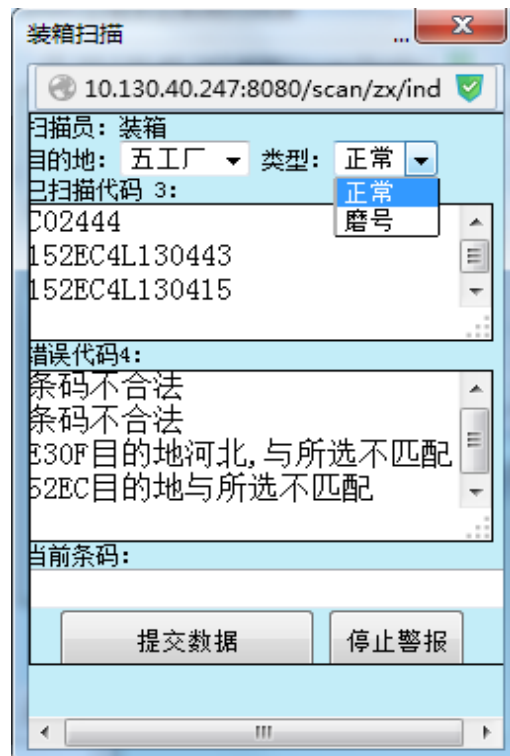 装箱扫描
...
10.130.40.247:8080/scan/zx/ind
扫描员: 装箱
目的地: 五工厂 类型: 正常
正常
磨号
已扫描代码 3:
C02444
152EC4L130443
152EC4L130415
错误代码4:
条码不合法
条码不合法
E30F目的地河北,与所选不匹配
52EC目的地与所选不匹配
当前条码:
提交数据 停止警报